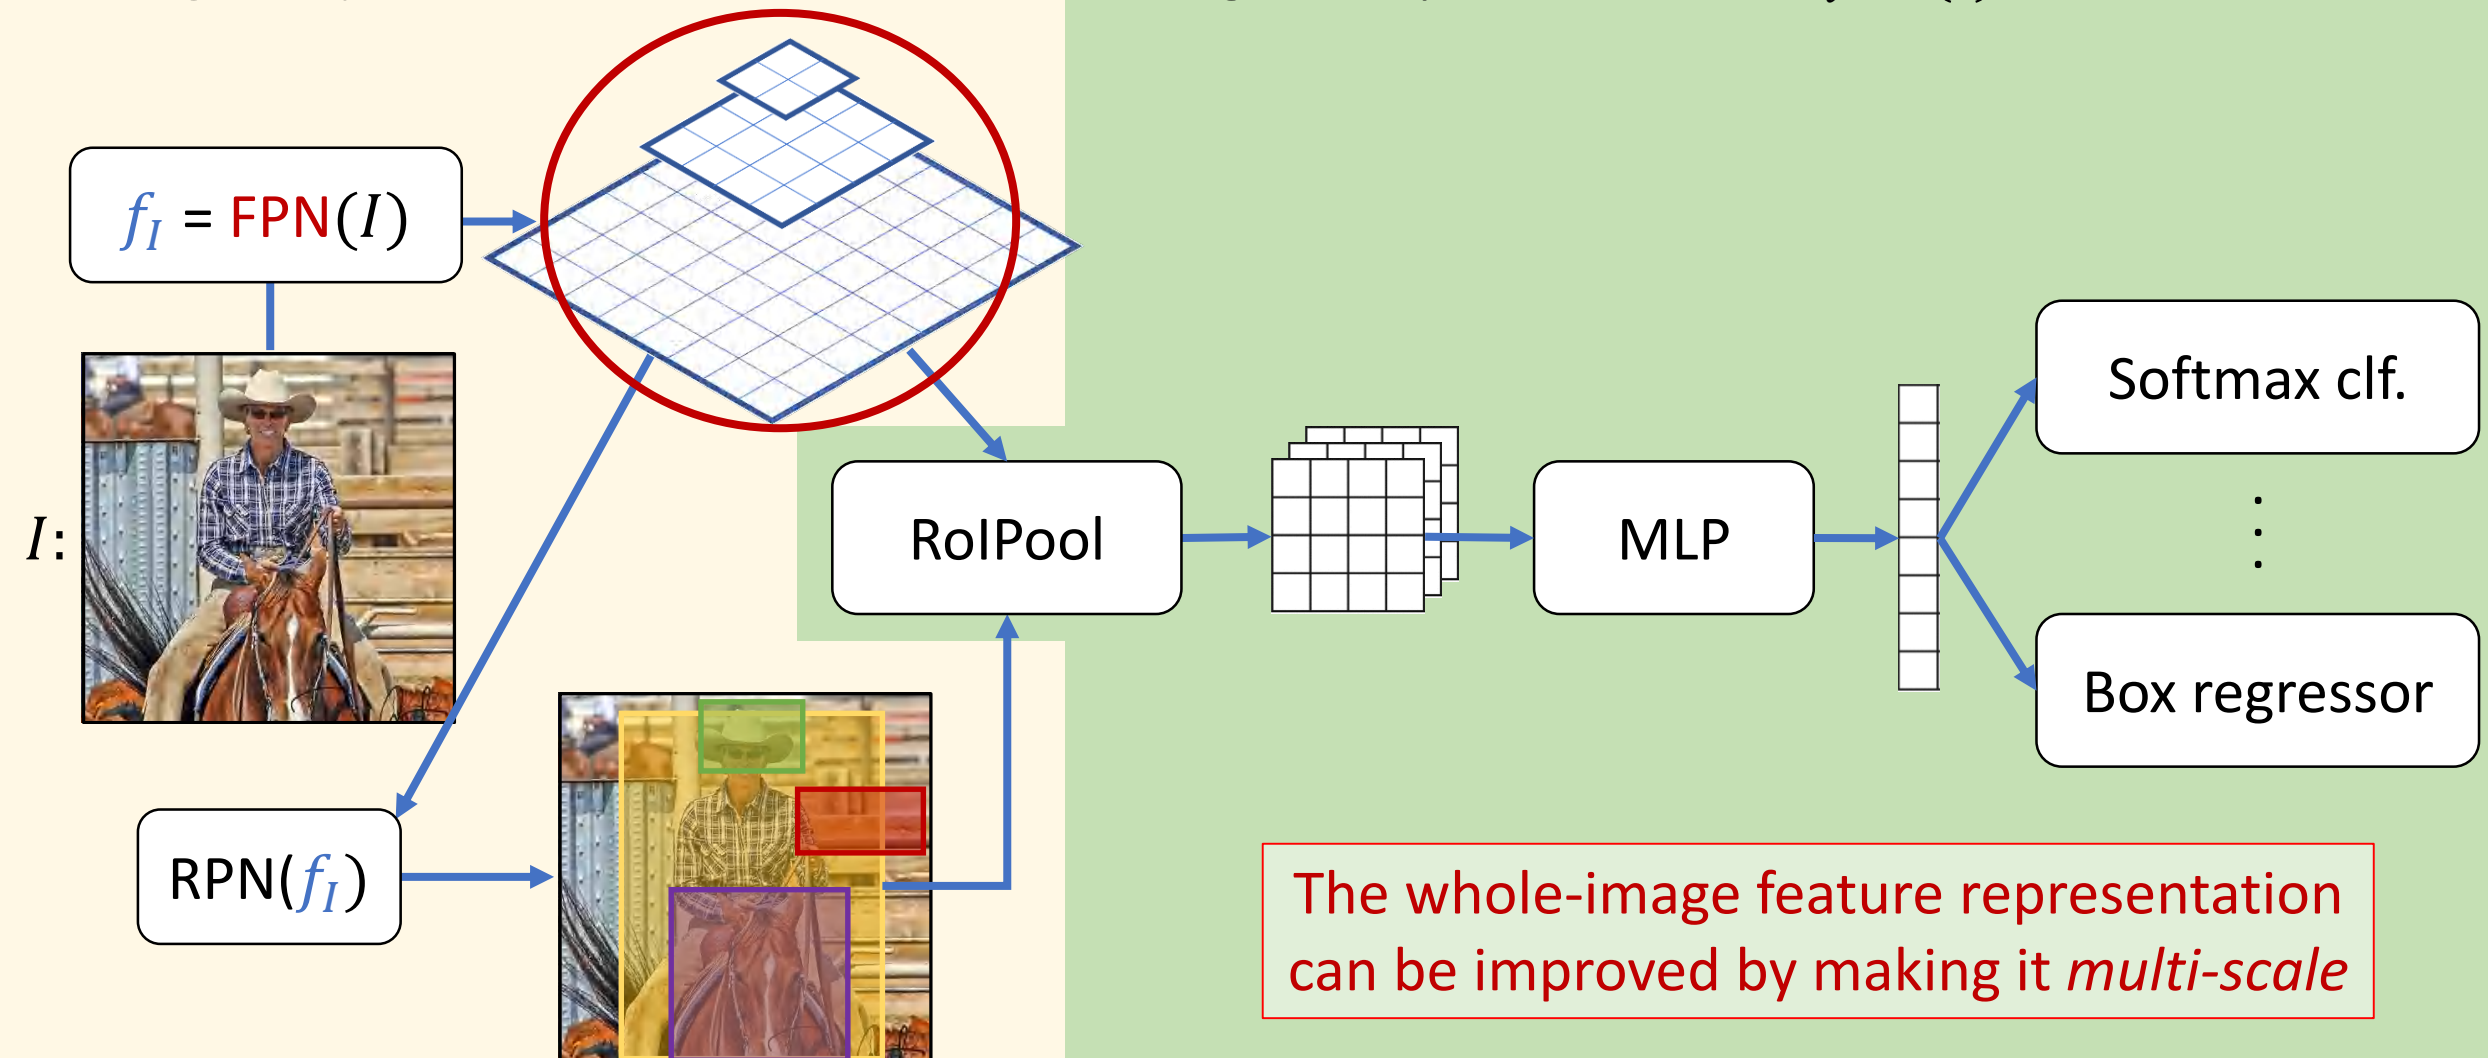 f_I = FPN(I)
I:
RoIPool
MLP
Softmax clf.
⋮
Box regressor
RPN(f_I)
The whole-image feature representation
can be improved by making it multi-scale